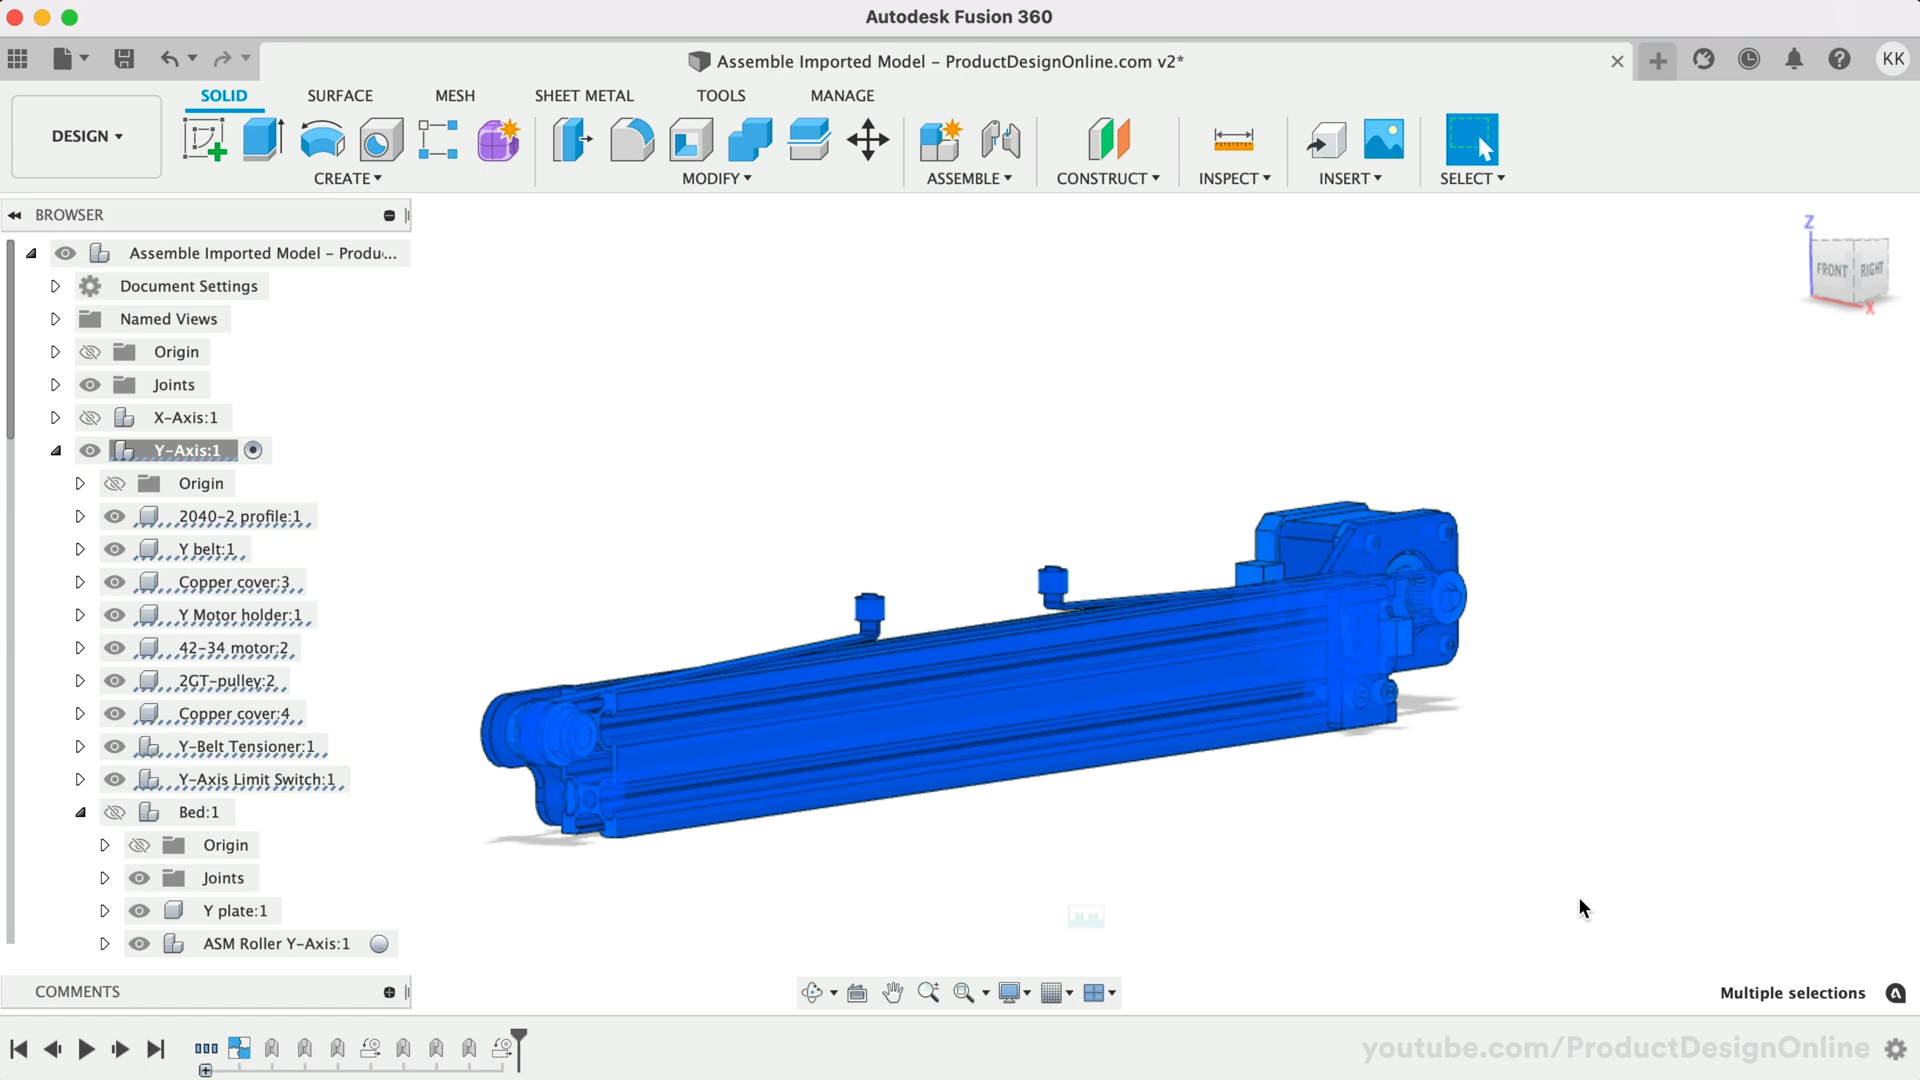 Autodesk Fusion 360
Assemble Imported Model – ProductDesignOnline.com v2*
KK
SOLID
SURFACE
MESH
SHEET METAL
TOOLS
MANAGE
DESIGN
CREATE
MODIFY
ASSEMBLE
CONSTRUCT
INSPECT
INSERT
SELECT
BROWSER
Assemble Imported Model – Produ...
Document Settings
Named Views
Origin
Joints
X-Axis:1
Y-Axis:1
Origin
2040-2 profile:1
Y belt:1
Copper cover:3
Y Motor holder:1
42-34 motor:2
2GT-pulley:2
Copper cover:4
Y-Belt Tensioner:1
Y-Axis Limit Switch:1
Bed:1
Origin
Joints
Y plate:1
ASM Roller Y-Axis:1
Z
FRONT
RIGHT
X
COMMENTS
Multiple selections
youtube.com/ProductDesignOnline